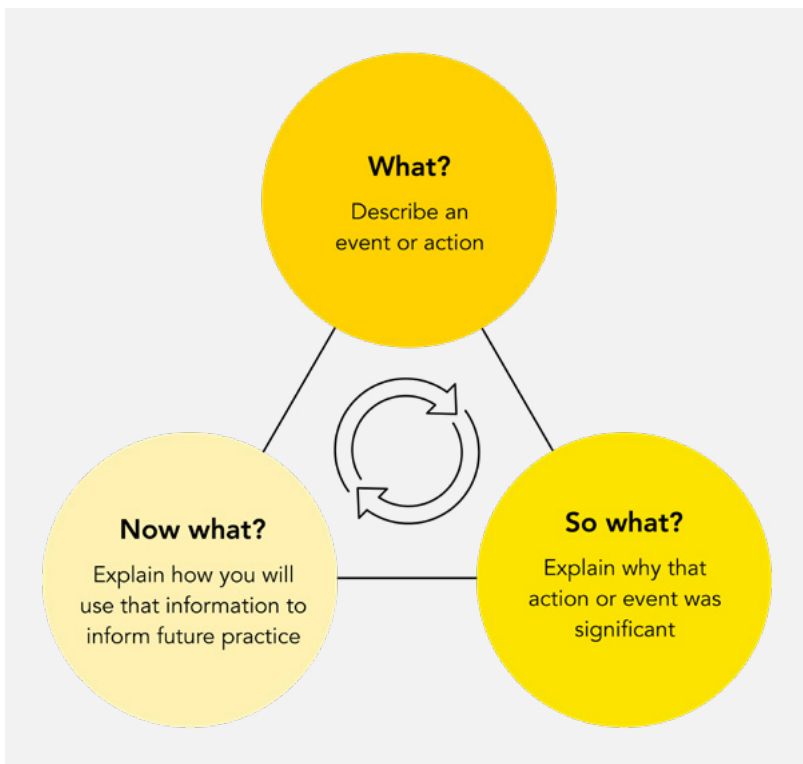 What?
Describe an
event or action
So what?
Explain why that
action or event was
significant
Now what?
Explain how you will
use that information to
inform future practice